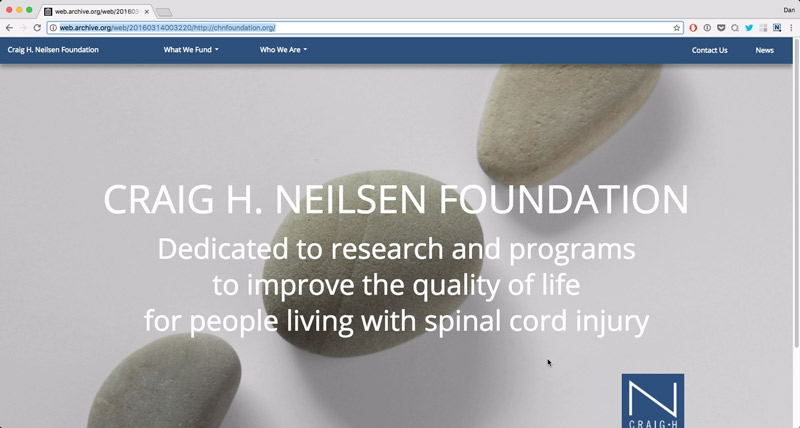 web.archive.org/web/201603
Dan
web.archive.org/web/20160314003220/http://chnfoundation.org/
Craig H. Neilsen Foundation
What We Fund
Who We Are
Contact Us
News
CRAIG H. NEILSEN FOUNDATION
Dedicated to research and programs
to improve the quality of life
for people living with spinal cord injury
N
CRAIG·H